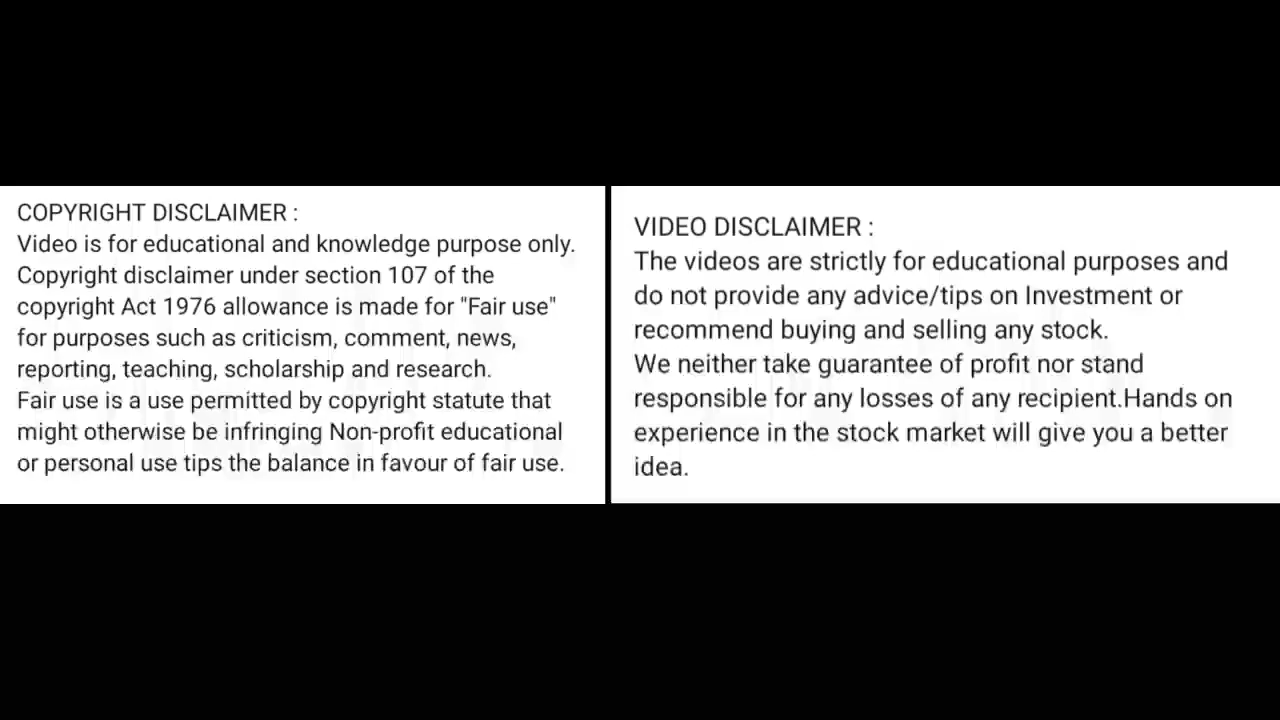 COPYRIGHT DISCLAIMER :
Video is for educational and knowledge purpose only.
Copyright disclaimer under section 107 of the
copyright Act 1976 allowance is made for "Fair use"
for purposes such as criticism, comment, news,
reporting, teaching, scholarship and research.
Fair use is a use permitted by copyright statute that
might otherwise be infringing Non-profit educational
or personal use tips the balance in favour of fair use.
VIDEO DISCLAIMER :
The videos are strictly for educational purposes and
do not provide any advice/tips on Investment or
recommend buying and selling any stock.
We neither take guarantee of profit nor stand
responsible for any losses of any recipient.Hands on
experience in the stock market will give you a better
idea.